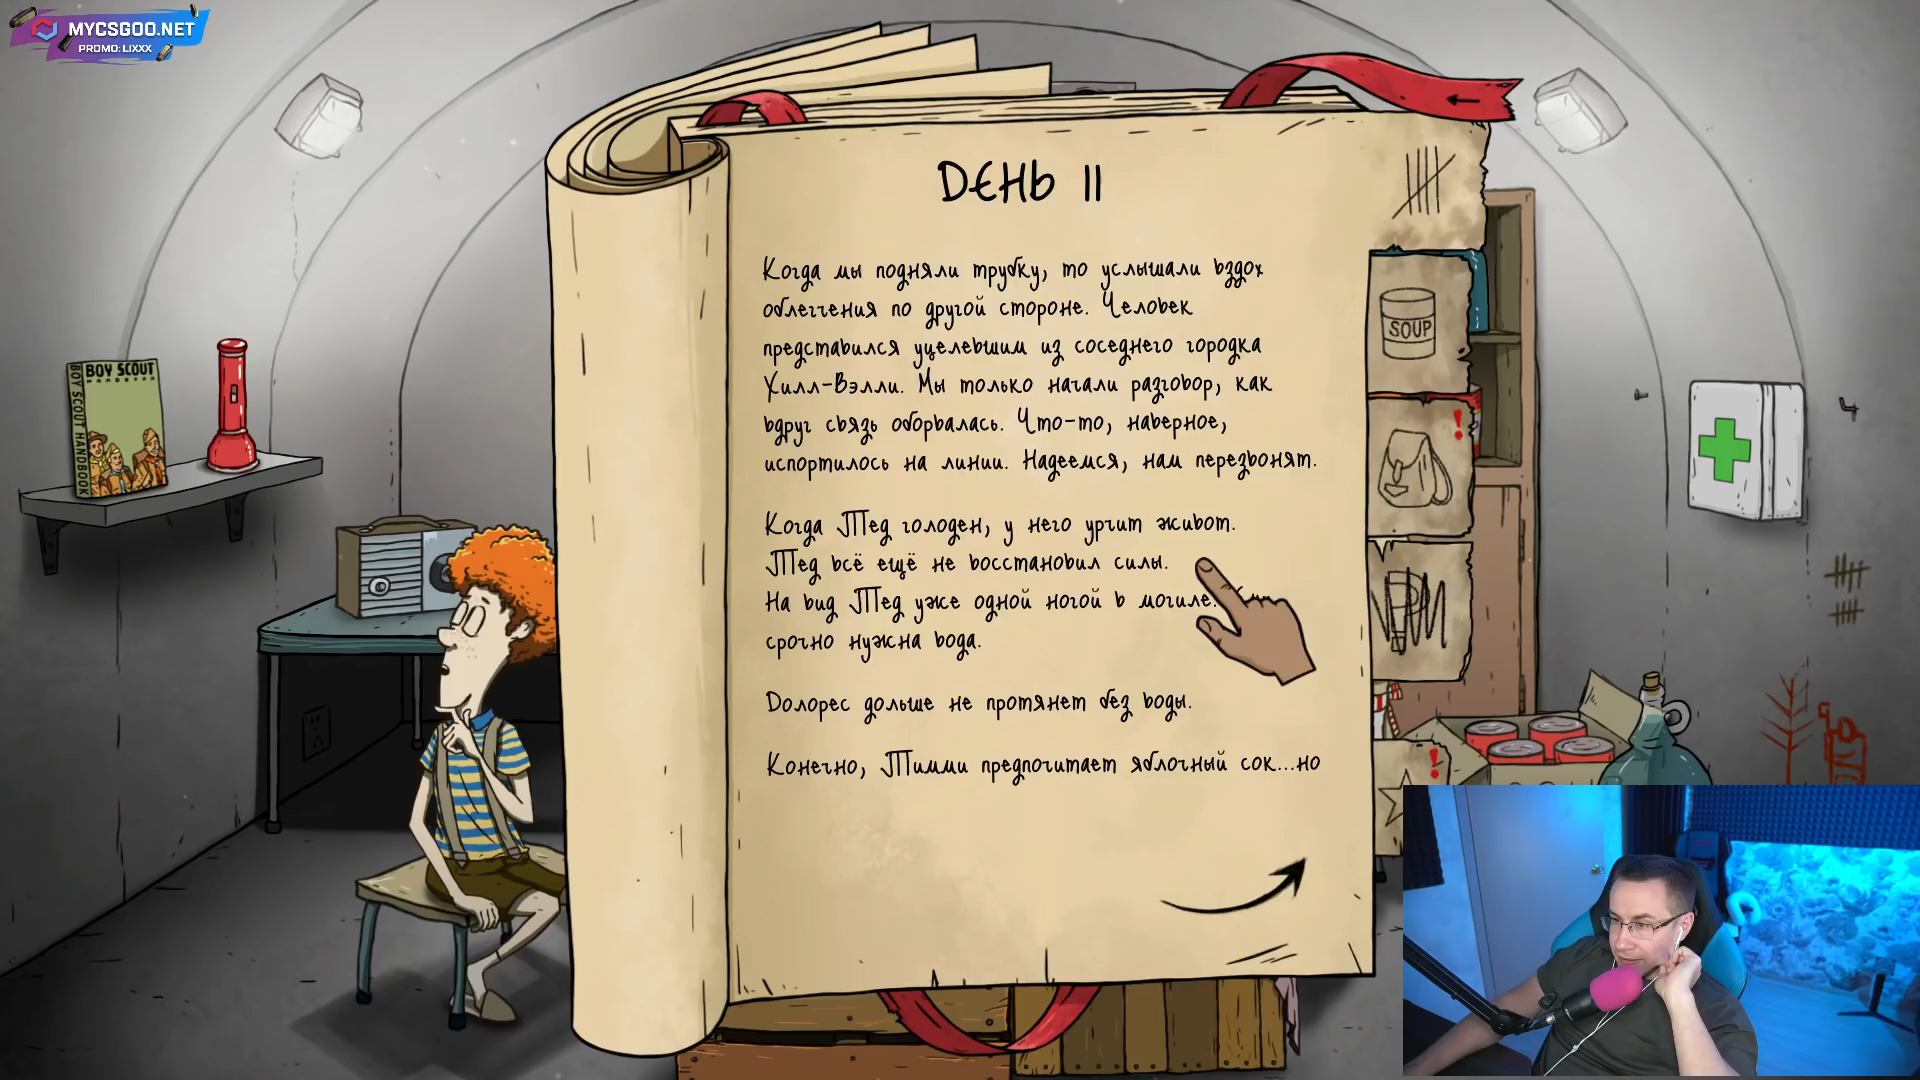 MYCSGOO.NET
PROMO: LIXXX
BOY SCOUT
HANDBOOK
BOY SCOUT HANDBOOK
ДЕНЬ 11
Когда мы подняли трубку, то услышали вздох
облегчения по другой стороне. Человек
представился уцелевшим из соседнего городка
Хилл-Вэлли. Мы только начали разговор, как
вдруг связь оборвалась. Что-то, наверное,
испортилось на линии. Надеемся, нам перезвонят.
Когда Тед голоден, у него урчит живот.
Тед всё ещё не восстановил силы.
На вид Тед уже одной ногой в могиле.
срочно нужна вода.
Долорес дольше не протянет без воды.
Конечно, Тимми предпочитает яблочный сок...но
SOUP